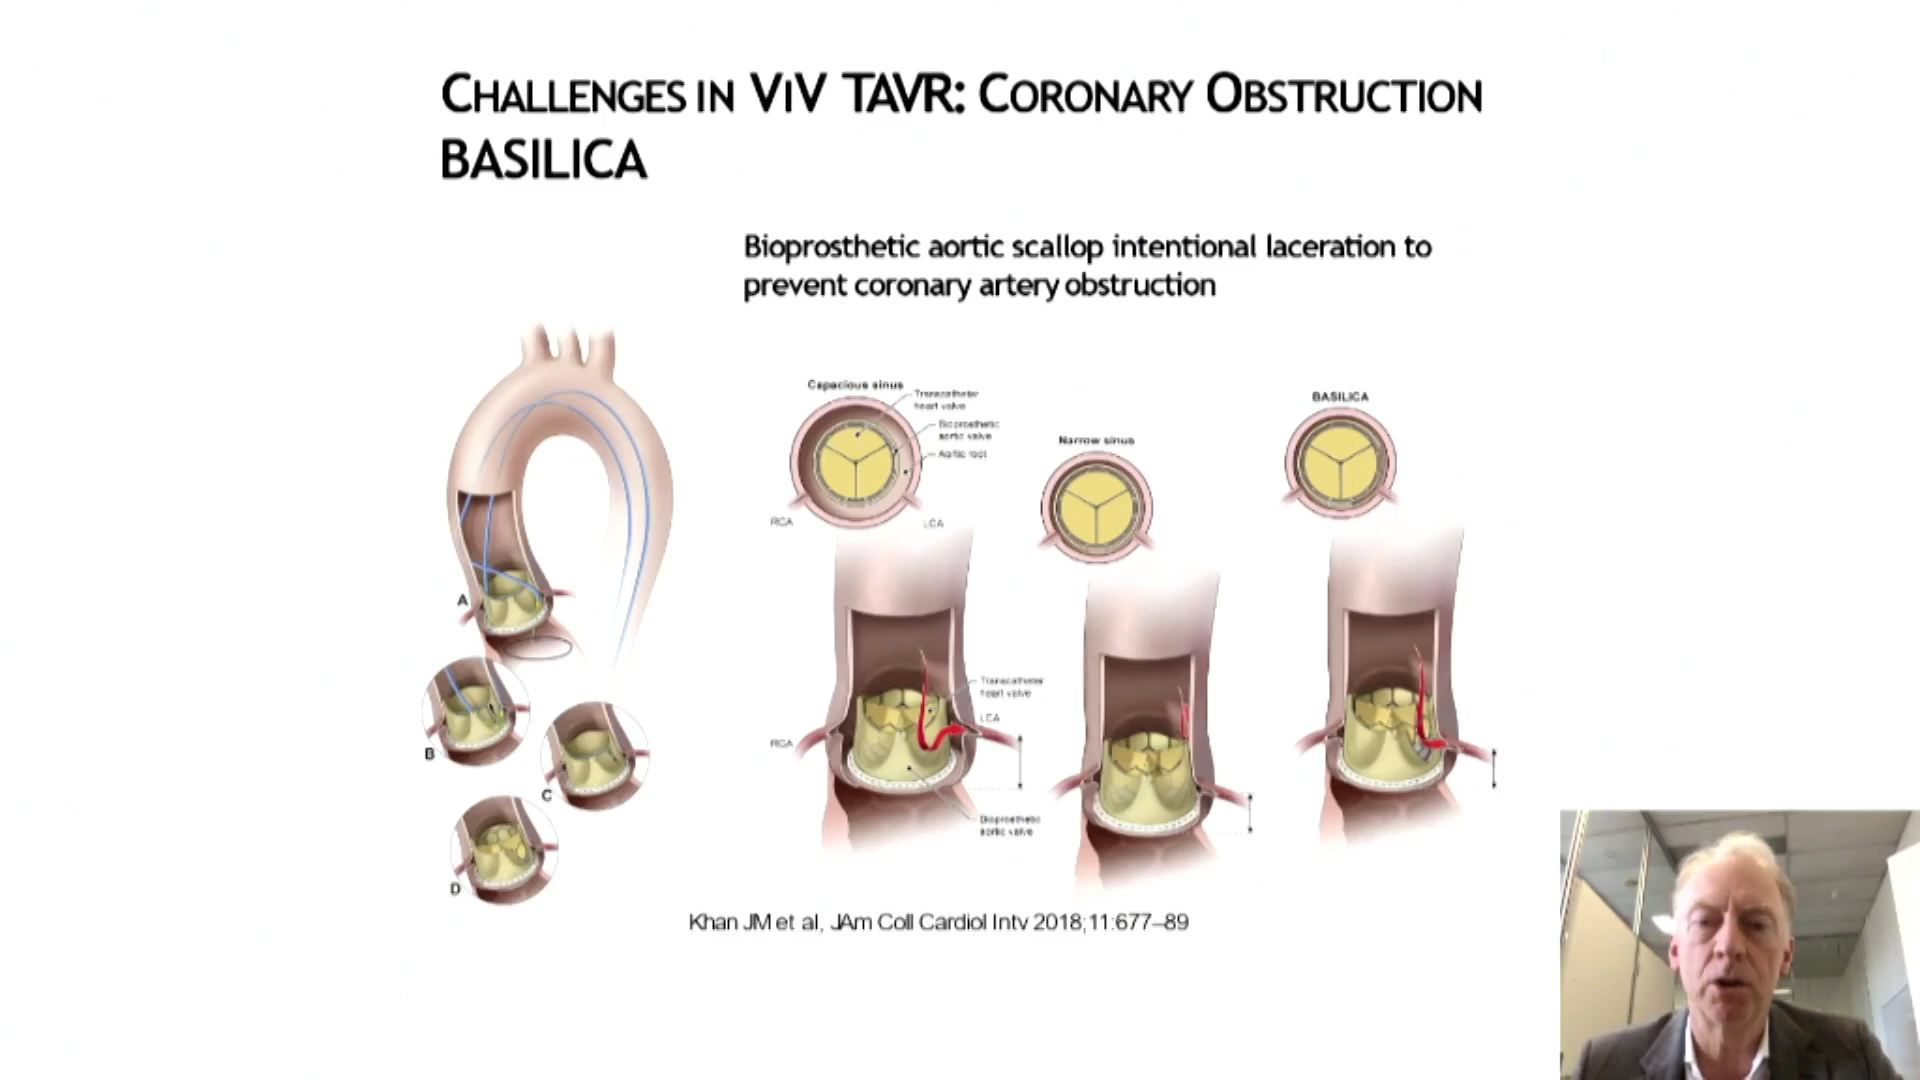 CHALLENGES IN VIV TAVR: CORONARY OBSTRUCTION
BASILICA
Bioprosthetic aortic scallop intentional laceration to
prevent coronary artery obstruction
Capacious sinus
Transcatheter
heart valve
Bioprosthetic
aortic valve
Aortic root
RCA
LCA
Narrow sinus
BASILICA
A
B
C
D
Transcatheter
heart valve
LCA
RCA
Bioprosthetic
aortic valve
Khan JM et al, JAm Coll Cardiol Intv 2018;11:677–89